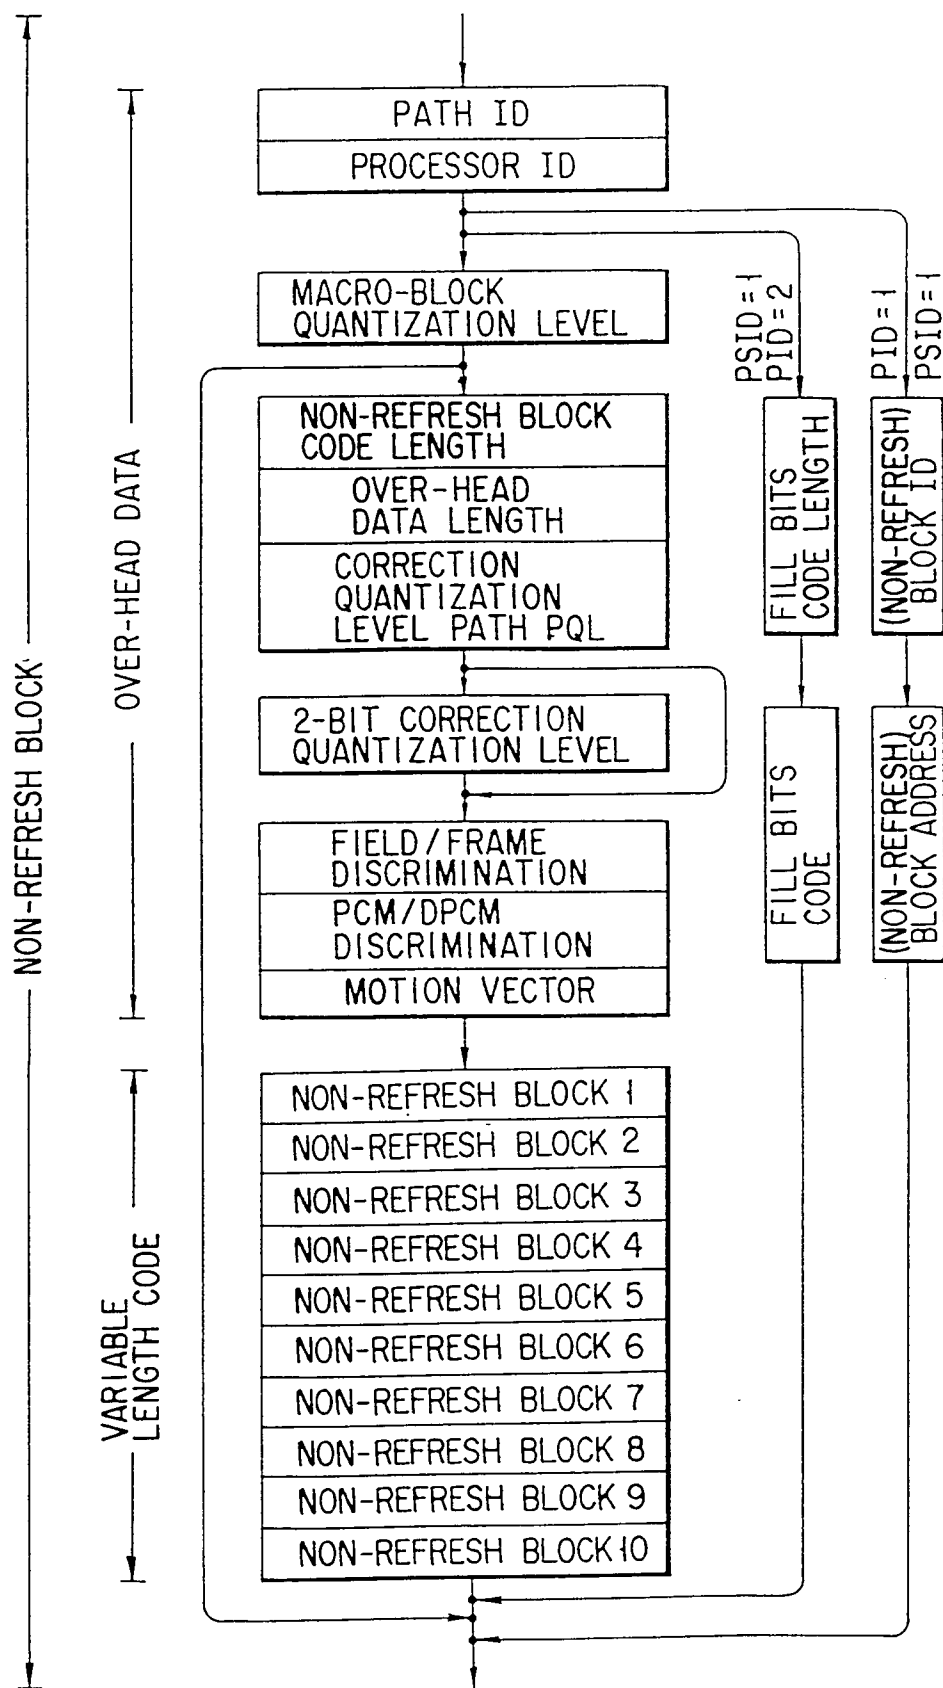 PATH ID
PROCESSOR ID
MACRO-BLOCK
QUANTIZATION LEVEL
NON-REFRESH BLOCK
CODE LENGTH
OVER-HEAD
DATA LENGTH
CORRECTION
QUANTIZATION
LEVEL PATH PQL
2-BIT CORRECTION
QUANTIZATION LEVEL
FIELD/FRAME
DISCRIMINATION
PCM/DPCM
DISCRIMINATION
MOTION VECTOR
NON-REFRESH BLOCK 1
NON-REFRESH BLOCK 2
NON-REFRESH BLOCK 3
NON-REFRESH BLOCK 4
NON-REFRESH BLOCK 5
NON-REFRESH BLOCK 6
NON-REFRESH BLOCK 7
NON-REFRESH BLOCK 8
NON-REFRESH BLOCK 9
NON-REFRESH BLOCK 10
NON-REFRESH BLOCK
OVER-HEAD DATA
VARIABLE
LENGTH CODE
PSID=1
PID=2
FILL BITS
CODE LENGTH
FILL BITS
CODE
PID=1
PSID=1
(NON-REFRESH)
BLOCK ID
(NON-REFRESH)
BLOCK ADDRESS